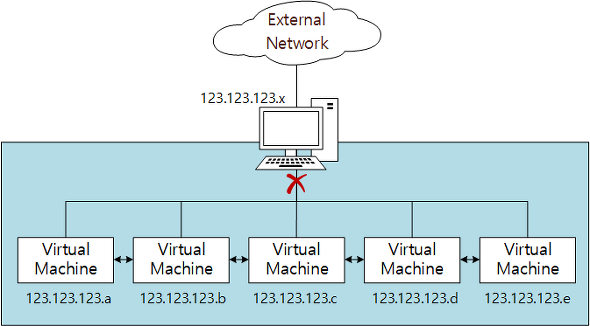 External
Network
123.123.123.x
Virtual Machine
Virtual Machine
Virtual Machine
Virtual Machine
Virtual Machine
123.123.123.a
123.123.123.b
123.123.123.c
123.123.123.d
123.123.123.e